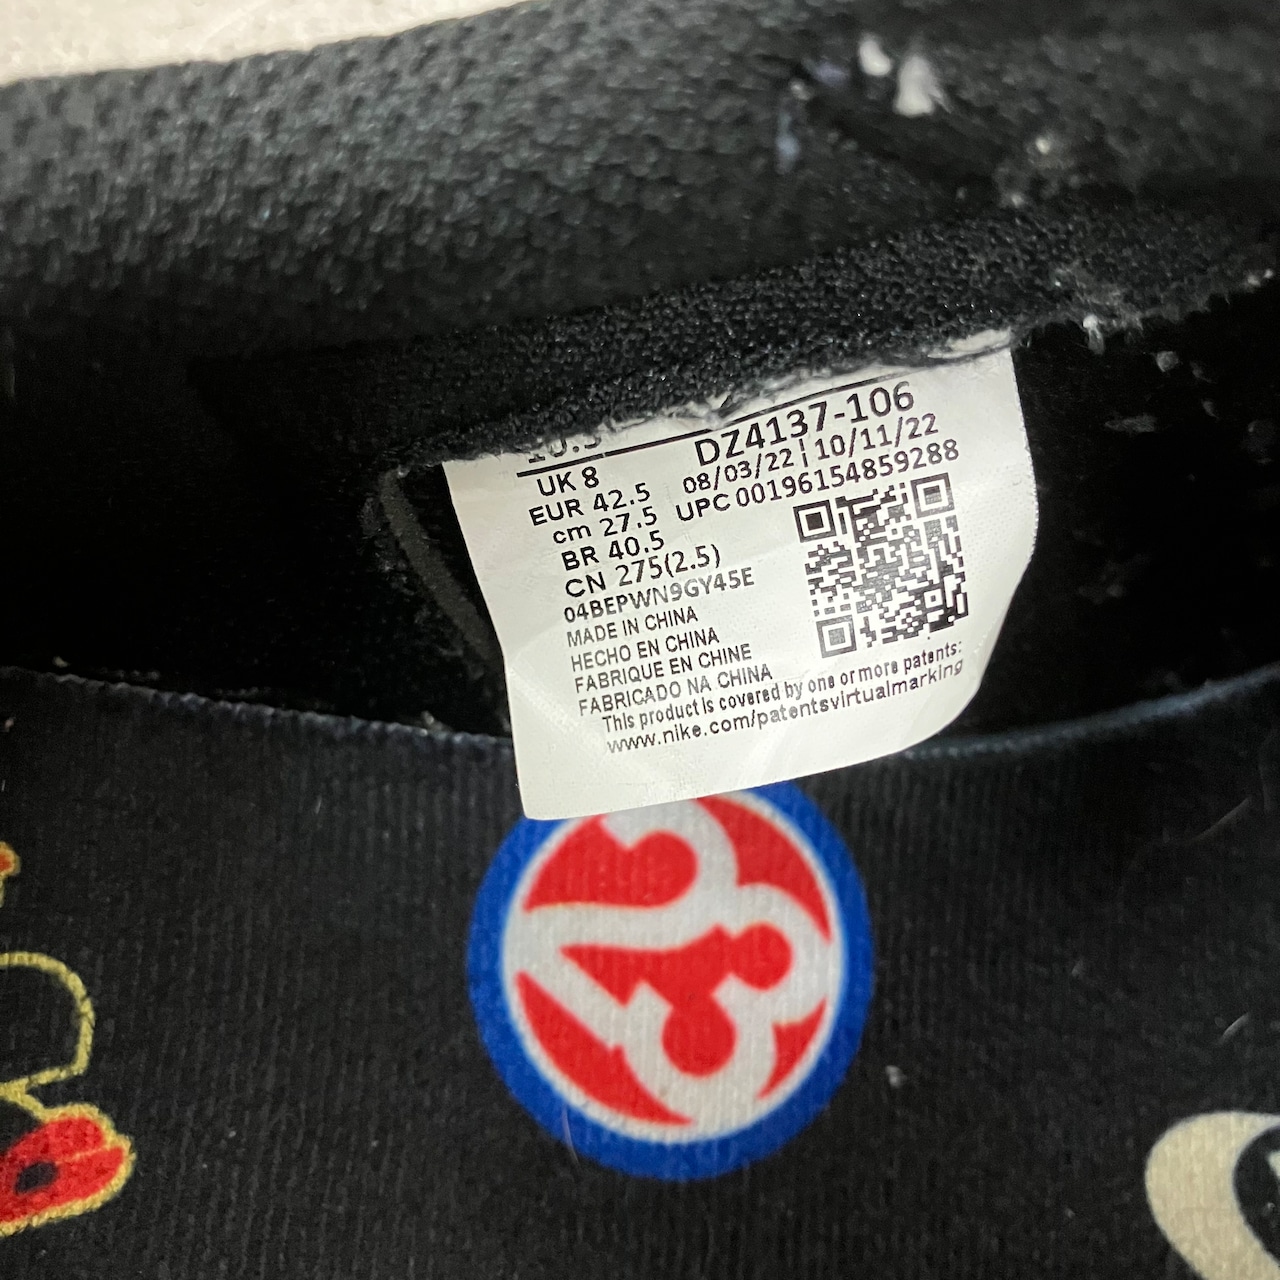 DZ4137-106
UK 8
08/03/22 | 10/11/22
EUR 42.5
UPC 00196154859288
cm 27.5
BR 40.5
CN 275(2.5)
04BEPWN9GY45E
MADE IN CHINA
HECHO EN CHINA
FABRIQUE EN CHINE
FABRICADO NA CHINA
This product is covered by one or more patents:
www.nike.com/patentsvirtualmarking
23